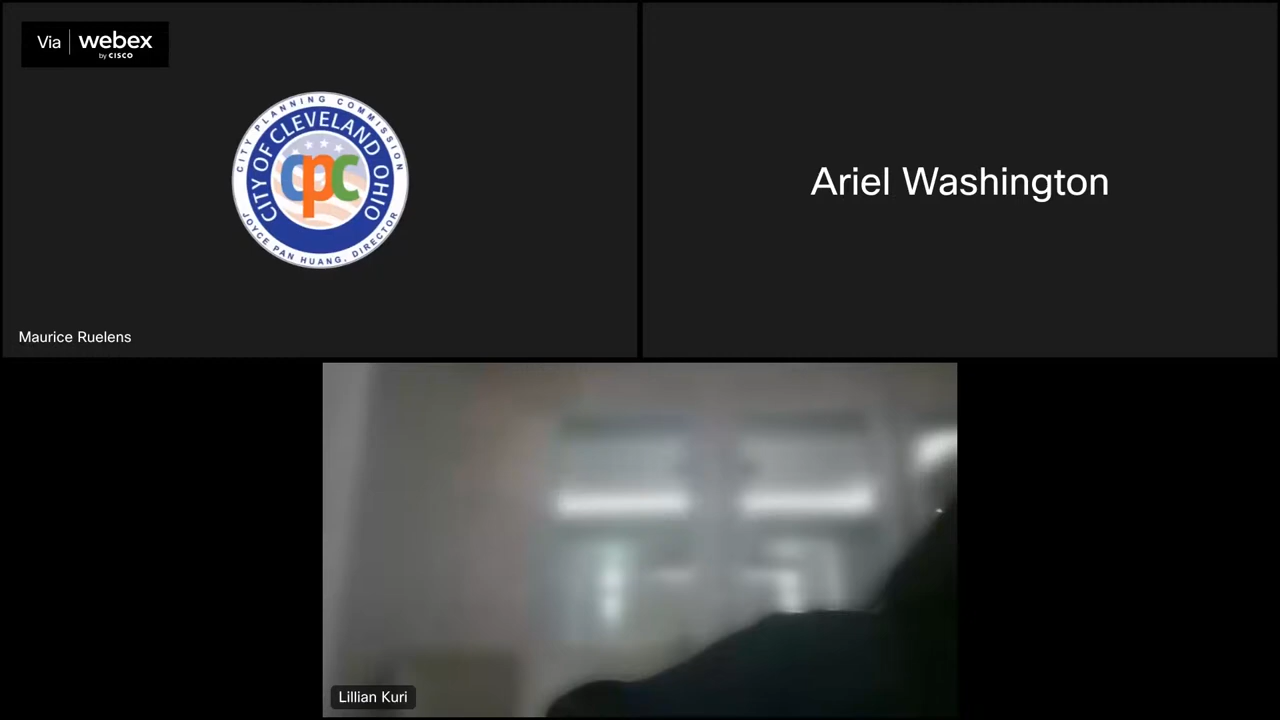 Via webex
by CISCO
CITY PLANNING COMMISSION
CITY OF CLEVELAND OHIO
cpc
JOYCE PAN HUANG, DIRECTOR
Maurice Ruelens
Ariel Washington
Lillian Kuri